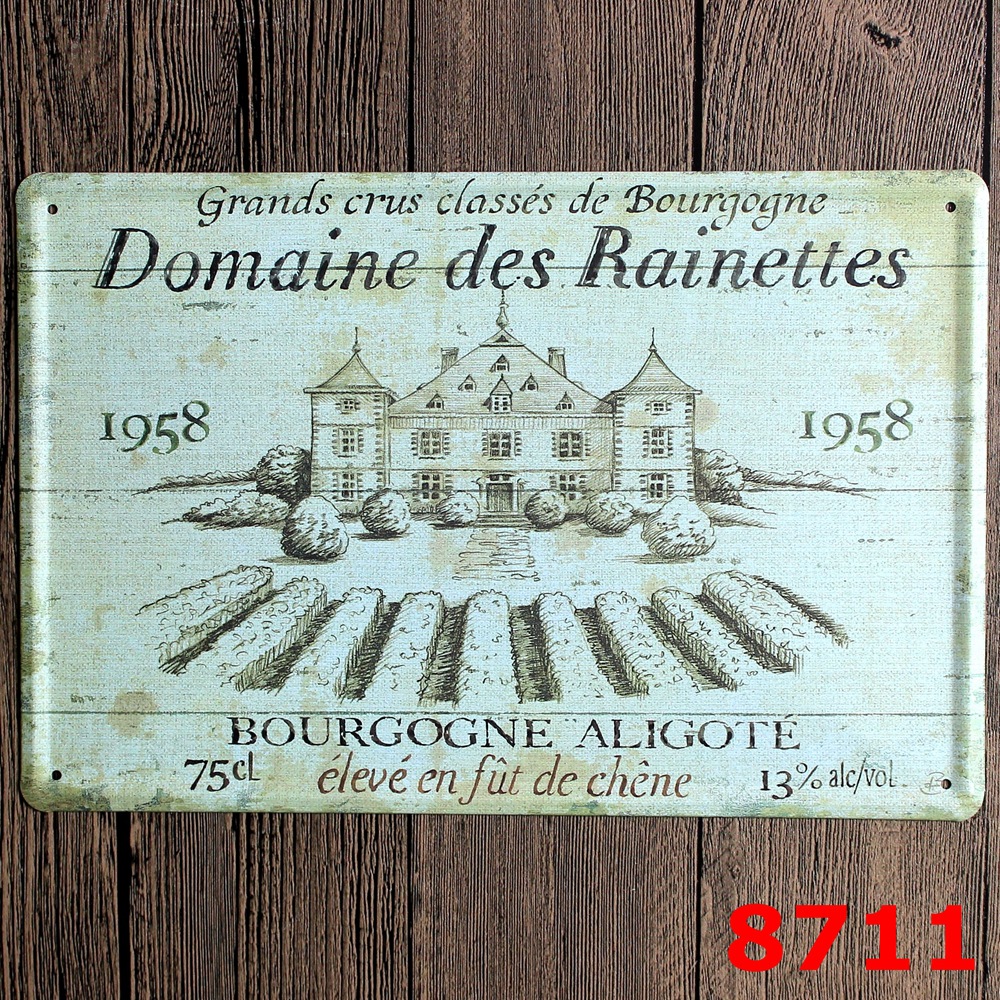 Grands crus classés de Bourgogne
Domaine des Rainettes
1958 1958
BOURGOGNE ALIGOTÉ
75cl élevé en fût de chêne 13% alc/vol.
8711